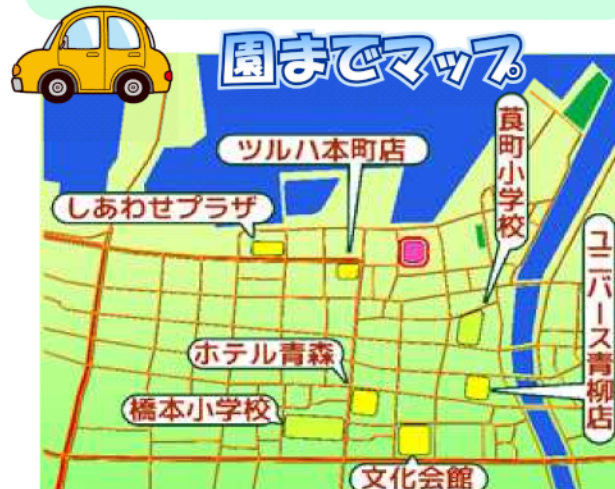 園までマップ
ツルハ本町店
莨町小学校
しあわせプラザ
ユニバース青柳店
ホテル青森
橋本小学校
文化会館